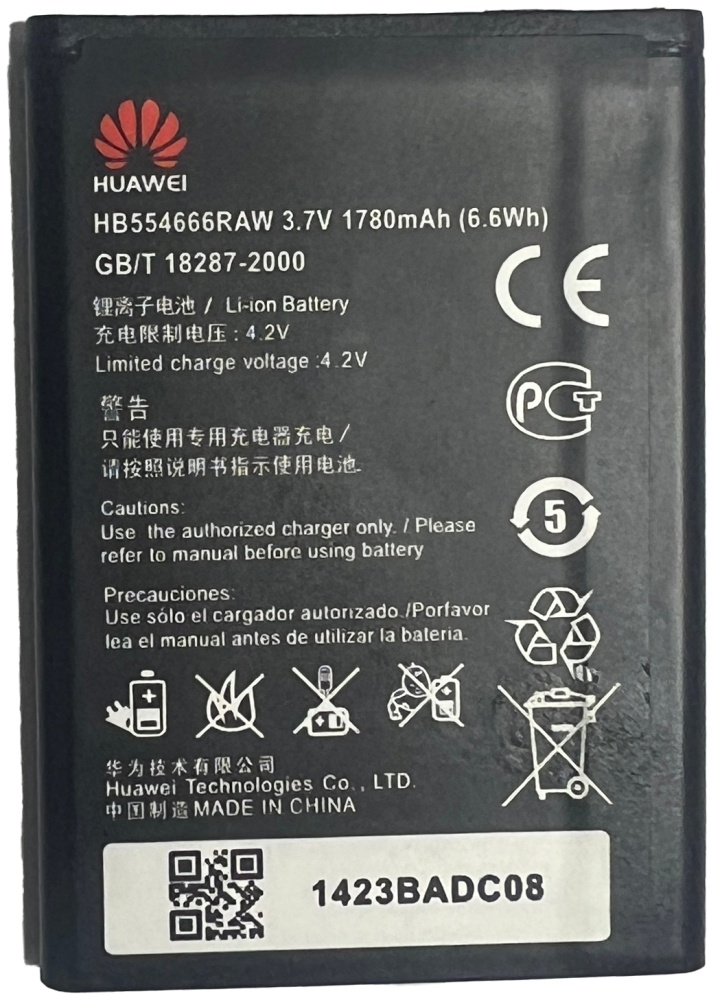 HUAWEI
HB554666RAW 3.7V 1780mAh (6.6Wh)
GB/T 18287-2000
CE
锂离子电池 / Li-ion Battery
充电限制电压 : 4.2V
Limited charge voltage :4.2V
PCT
警告
只能使用专用充电器充电/
请按照说明书指示使用电池.
5
Cautions:
Use the authorized charger only. / Please
refer to manual before using battery
Precauciones:
Use sólo el cargador autorizado./Porfavor
lea el manual antes de utilizar la bateria.
华为技术有限公司
Huawei Technologies Co., LTD.
中国制造 MADE IN CHINA
1423BADC08